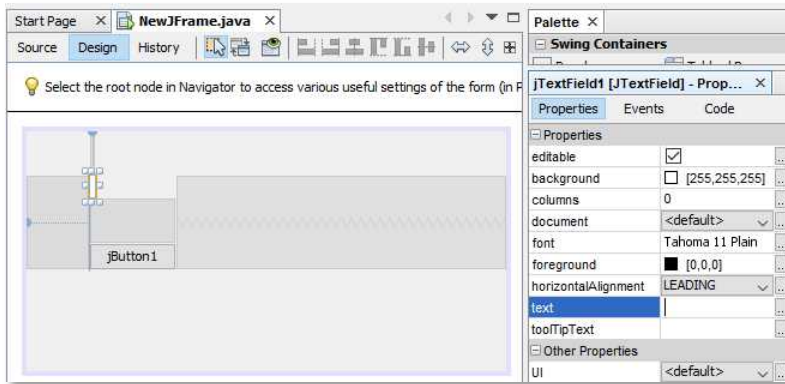 Start Page
NewJFrame.java
Source Design History
Select the root node in Navigator to access various useful settings of the form (in P
jButton1
Palette
Swing Containers
jTextField1 [JTextField] - Prop...
Properties Events Code
Properties
editable
background [255,255,255] ...
columns 0 ...
document <default> ...
font Tahoma 11 Plain ...
foreground [0,0,0] ...
horizontalAlignment LEADING ...
text ...
toolTipText ...
Other Properties
UI <default> ...